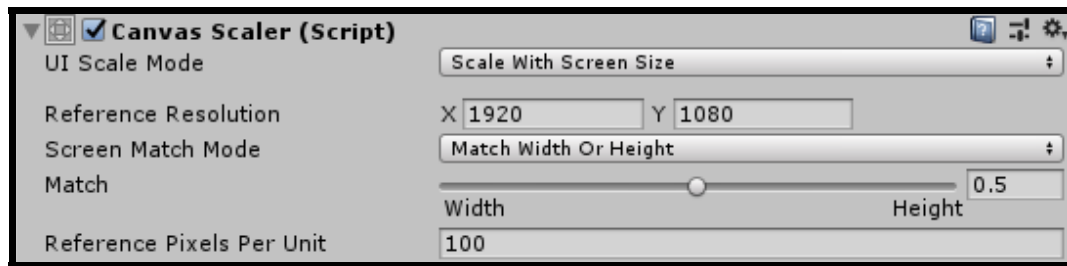 Canvas Scaler (Script)
UI Scale Mode Scale With Screen Size
Reference Resolution X 1920 Y 1080
Screen Match Mode Match Width Or Height
Match 0.5
Width Height
Reference Pixels Per Unit 100